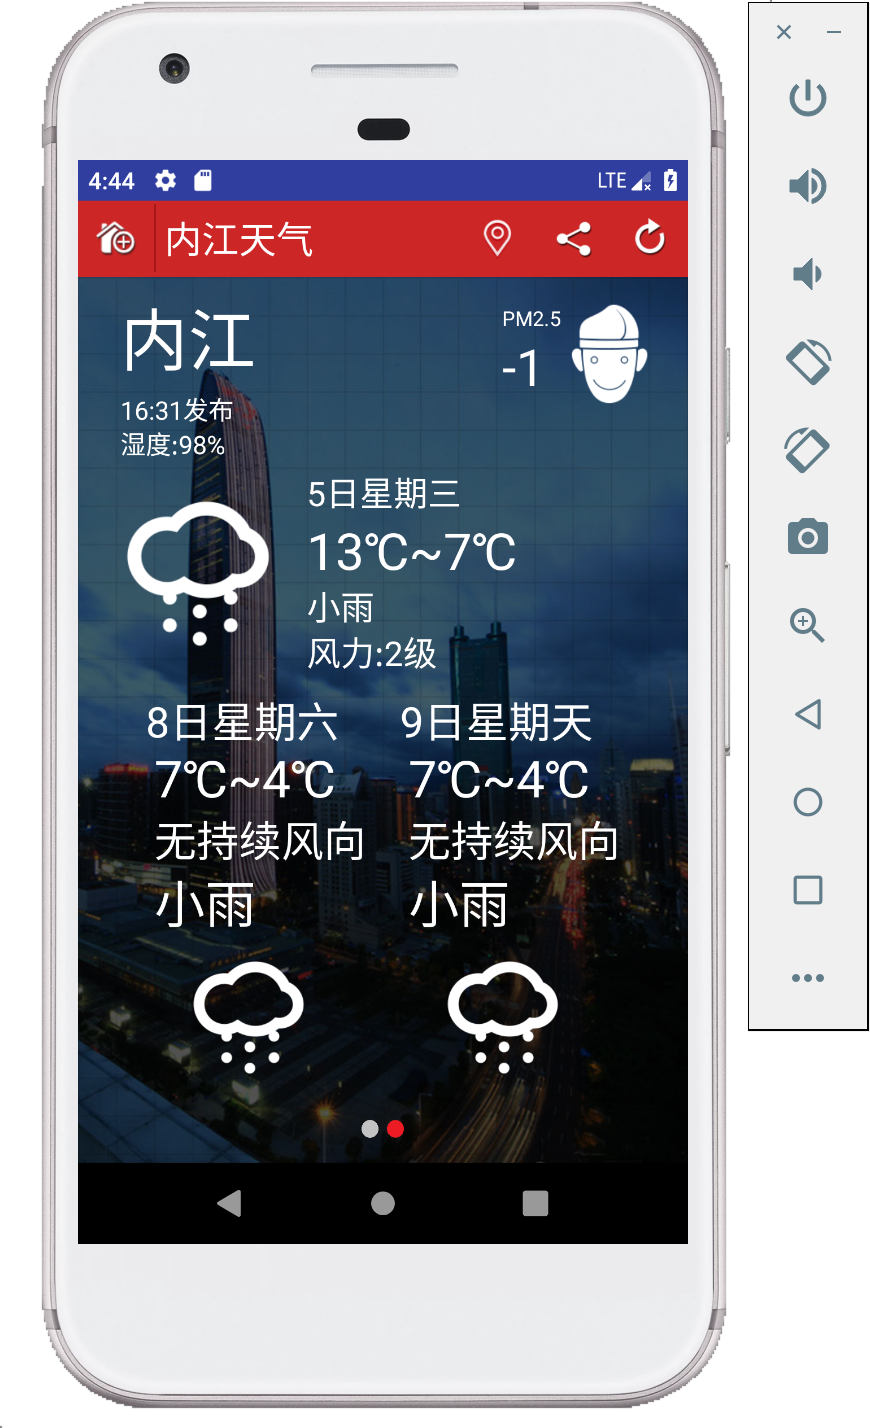 4:44 LTE
内江天气
内江
PM2.5
-1
16:31发布
湿度:98%
5日星期三
13℃~7℃
小雨
风力:2级
8日星期六 9日星期天
7℃~4℃ 7℃~4℃
无持续风向 无持续风向
小雨 小雨